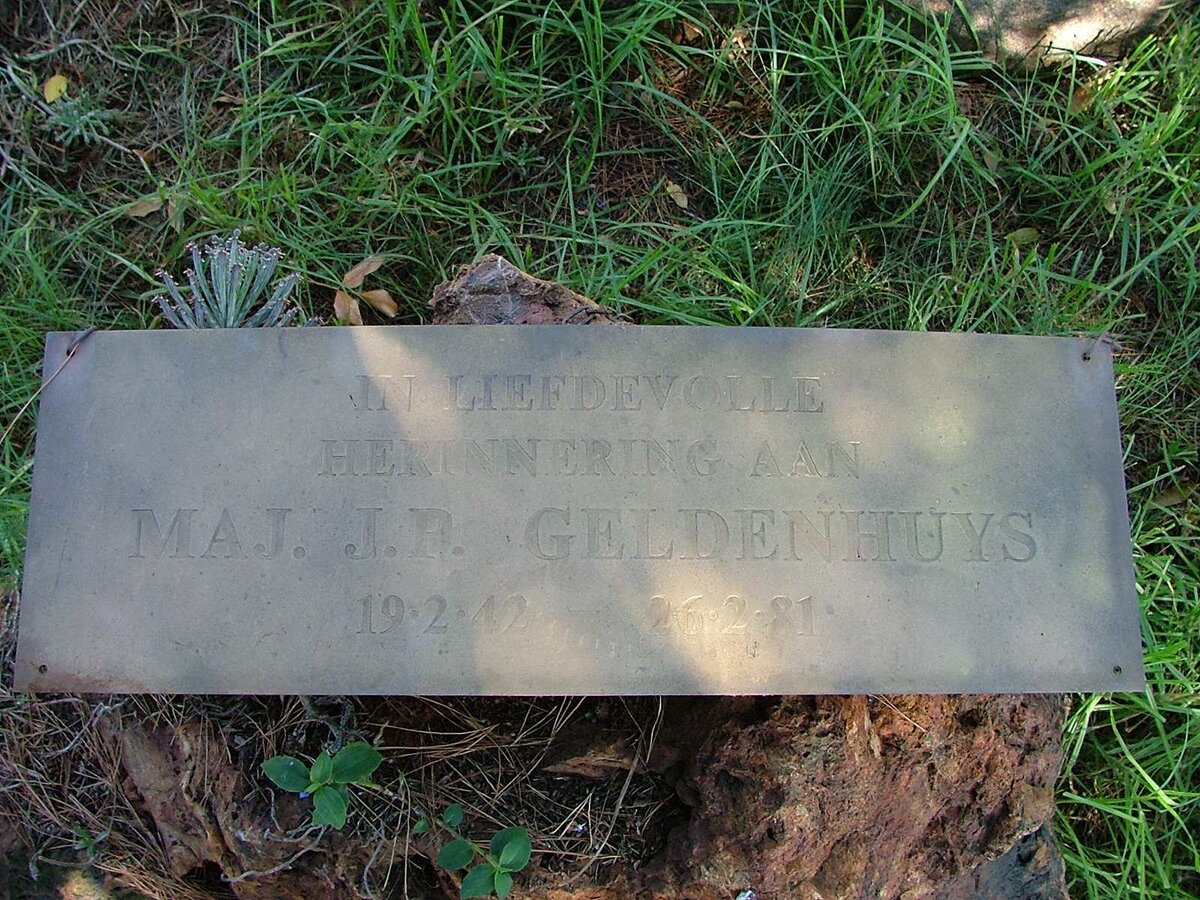 IN LIEFDEVOLLE
HERINNERING AAN
MAJ. J.P. GELDENHUYS
19·2·42 — 26·2·81